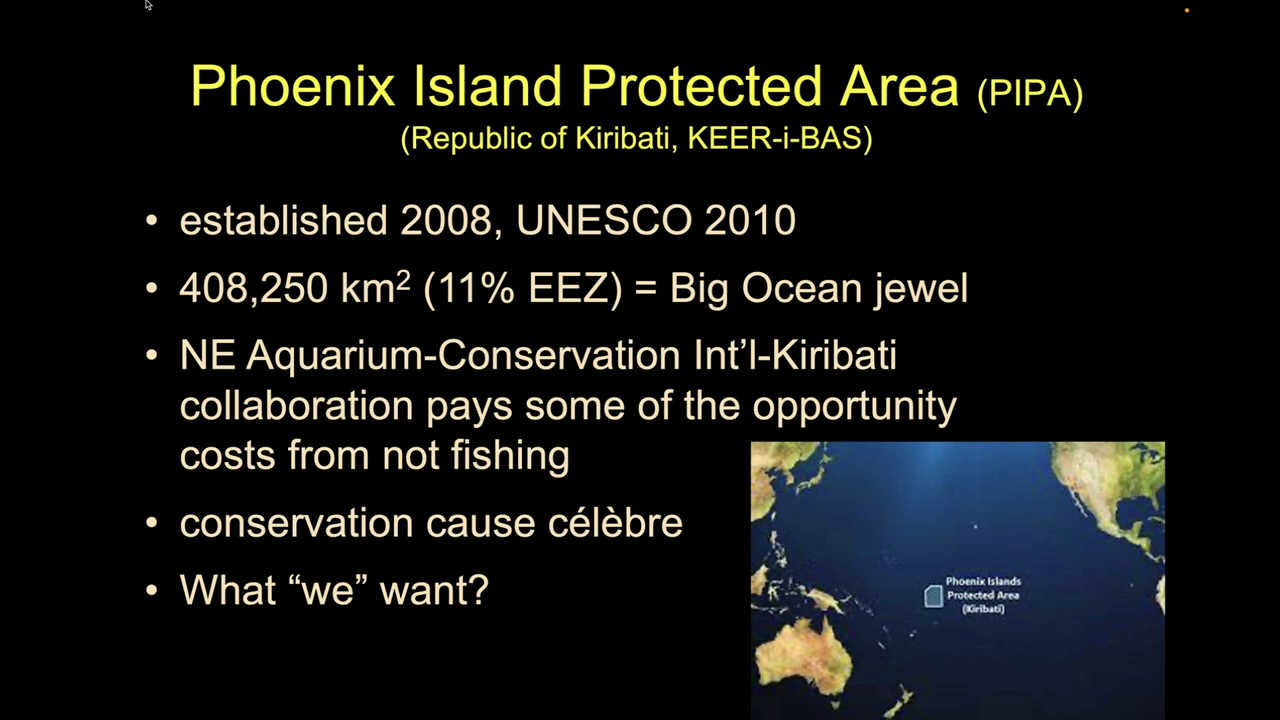 Phoenix Island Protected Area (PIPA)
(Republic of Kiribati, KEER-i-BAS)
• established 2008, UNESCO 2010
• 408,250 km² (11% EEZ) = Big Ocean jewel
• NE Aquarium-Conservation Int’l-Kiribati
collaboration pays some of the opportunity
costs from not fishing
• conservation cause célèbre
• What “we” want?
Phoenix Islands
Protected Area
(Kiribati)